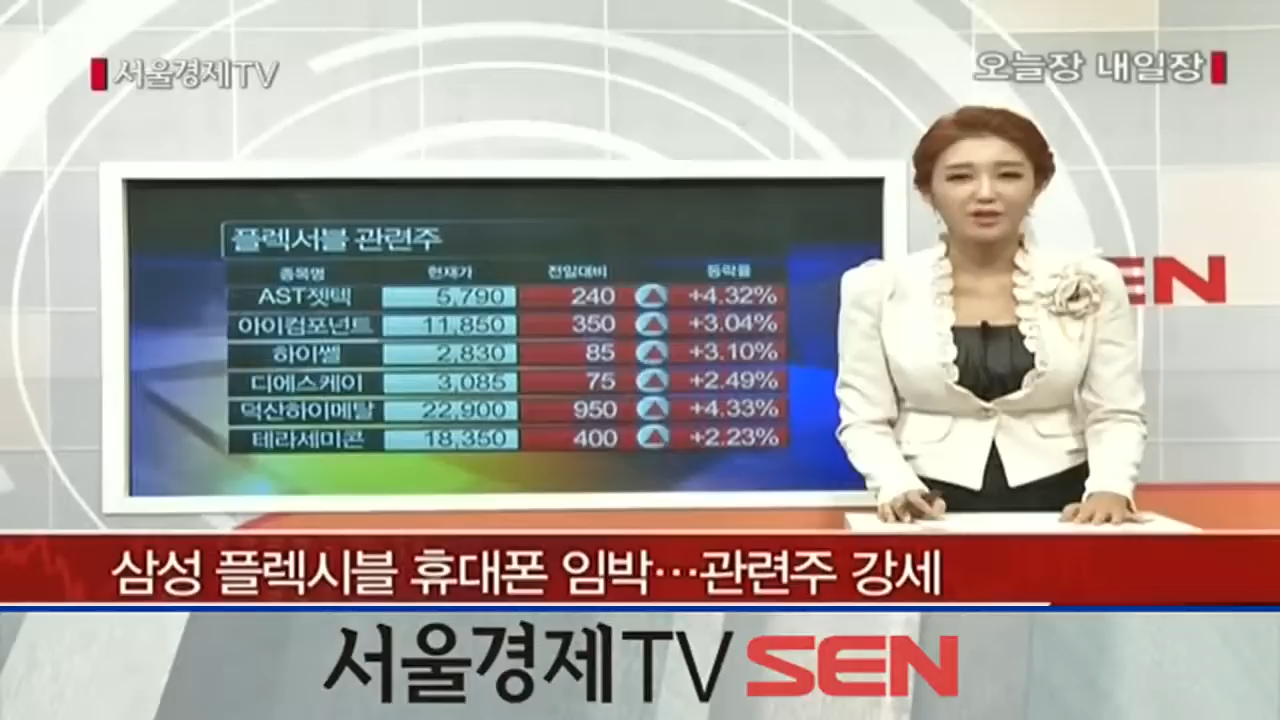 서울경제TV
오늘장 내일장
플렉서블 관련주
종목명 현재가 전일대비 등락률
AST젯텍 5,790 240 +4.32%
아이컴포넌트 11,850 350 +3.04%
하이쎌 2,830 85 +3.10%
디에스케이 3,085 75 +2.49%
덕산하이메탈 22,900 950 +4.33%
테라세미콘 18,350 400 +2.23%
EN
삼성 플렉시블 휴대폰 임박…관련주 강세
서울경제TV SEN